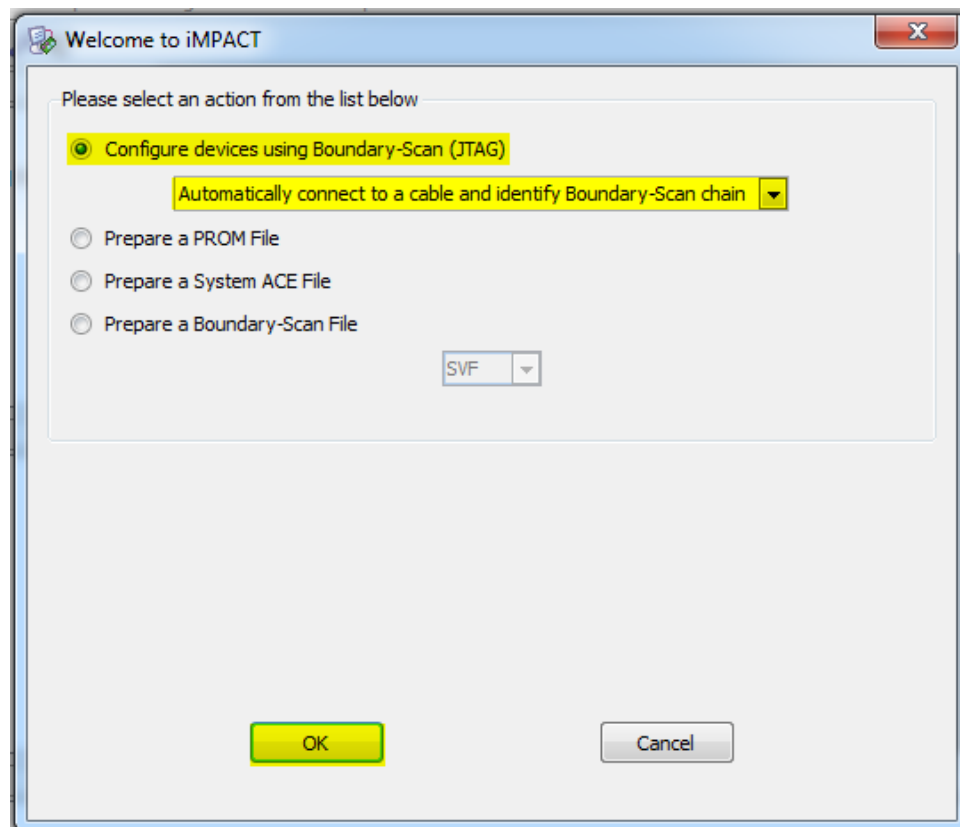 Welcome to iMPACT
Please select an action from the list below
Configure devices using Boundary-Scan (JTAG)
Automatically connect to a cable and identify Boundary-Scan chain
Prepare a PROM File
Prepare a System ACE File
Prepare a Boundary-Scan File
SVF
OK Cancel